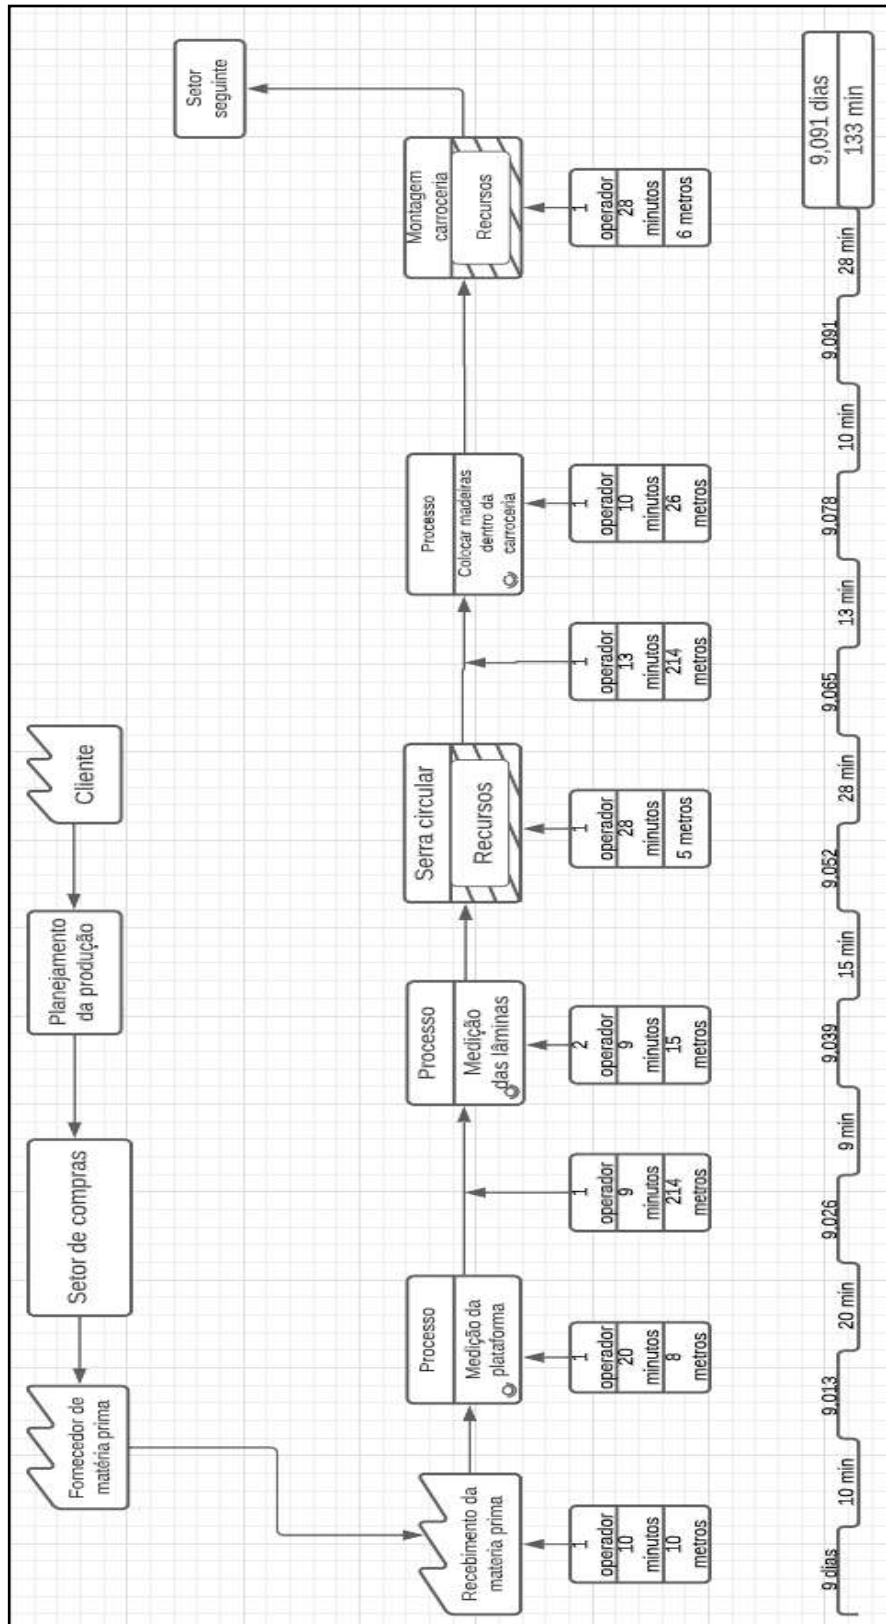 Fornecedor de
matéria prima
Setor de compras
Planejamento
da produção
Cliente
Setor
seguinte
Recebimento da
materia prima
Processo
Medição da
plataforma
Processo
Medição
das lâminas
Serra circular
Recursos
Processo
Colocar madeiras
dentro da
carroceria
Montagem
carroceria
Recursos
1
operador
10
minutos
10
metros
1
operador
20
minutos
8
metros
1
operador
9
minutos
214
metros
2
operador
9
minutos
15
metros
1
operador
28
minutos
5 metros
1
operador
13
minutos
214
metros
1
operador
10
minutos
26
metros
1
operador
28
minutos
6 metros
9 dias
10 min
9,013
20 min
9,026
9 min
9,039
15 min
9,052
28 min
9,065
13 min
9,078
10 min
9,091
28 min
9,091 dias
133 min